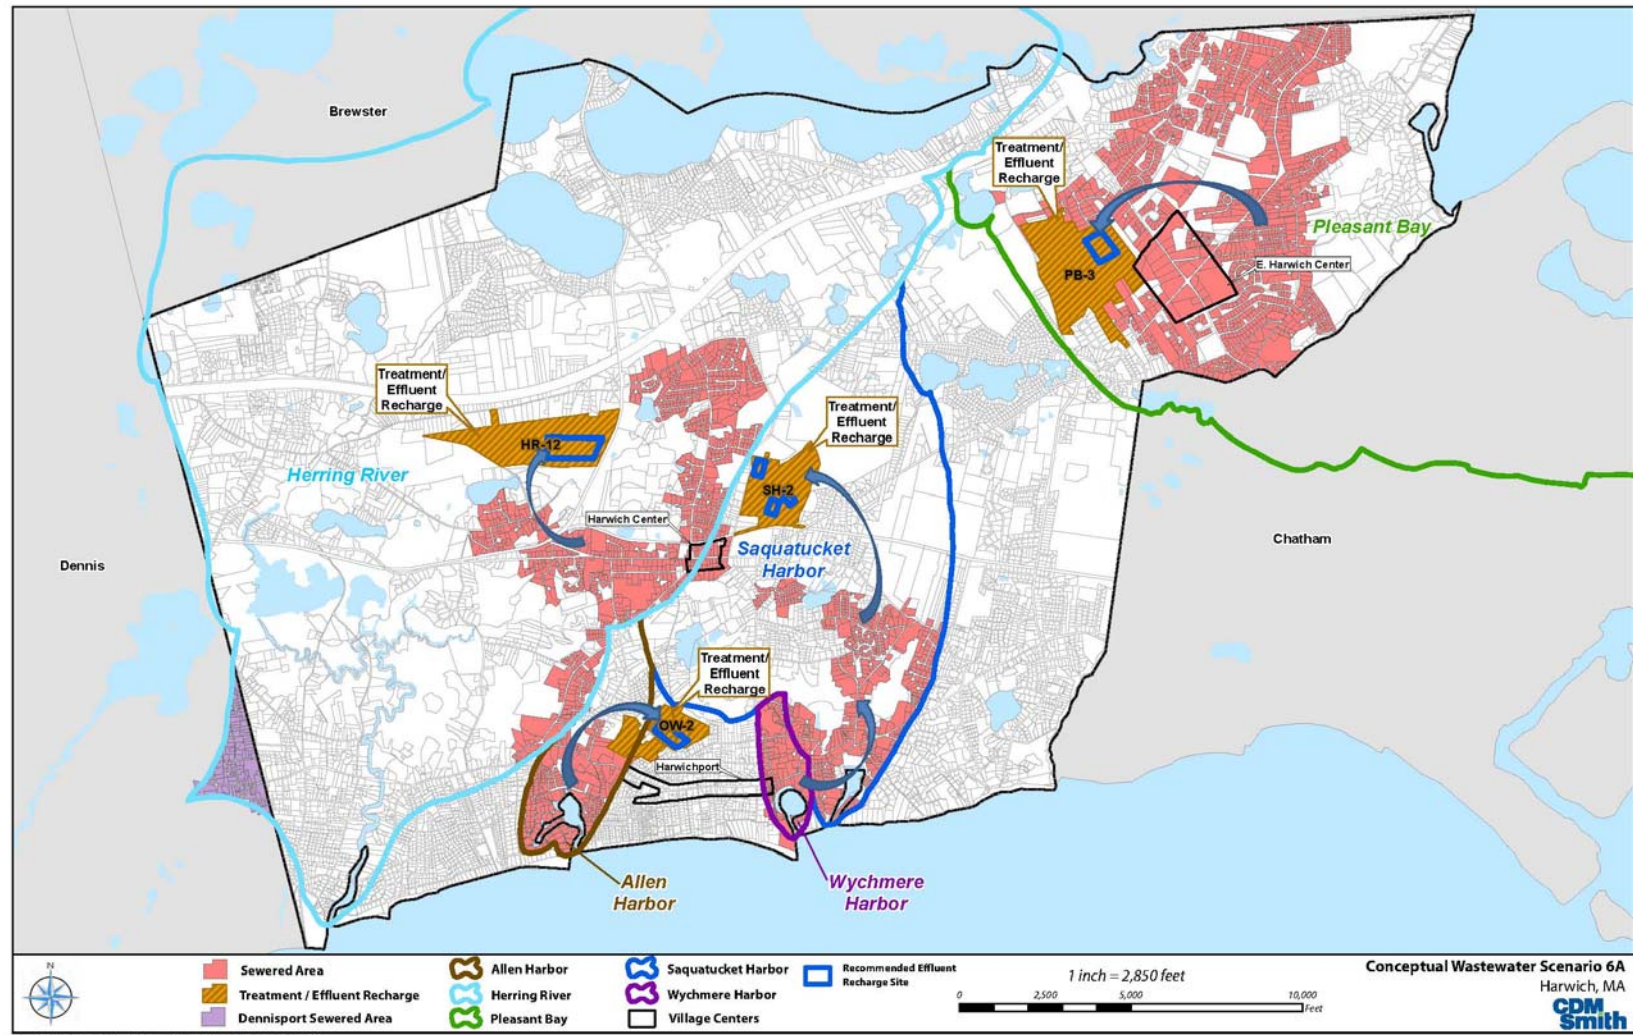 Brewster
Treatment/
Effluent
Recharge
Pleasant Bay
E. Harwich Center
PB-3
Treatment/
Effluent
Recharge
Treatment/
Effluent
Recharge
HR-12
Herring River
SH-2
Harwich Center
Saquatucket
Harbor
Dennis
Chatham
Treatment/
Effluent
Recharge
OW-2
Harwichport
Allen
Harbor
Wychmere
Harbor
N
Sewered Area
Treatment / Effluent Recharge
Dennisport Sewered Area
Allen Harbor
Herring River
Pleasant Bay
Saquatucket Harbor
Wychmere Harbor
Village Centers
Recommended Effluent
Recharge Site
1 inch = 2,850 feet
0 2,500 5,000 10,000
Feet
Conceptual Wastewater Scenario 6A
Harwich, MA
CDM
Smith